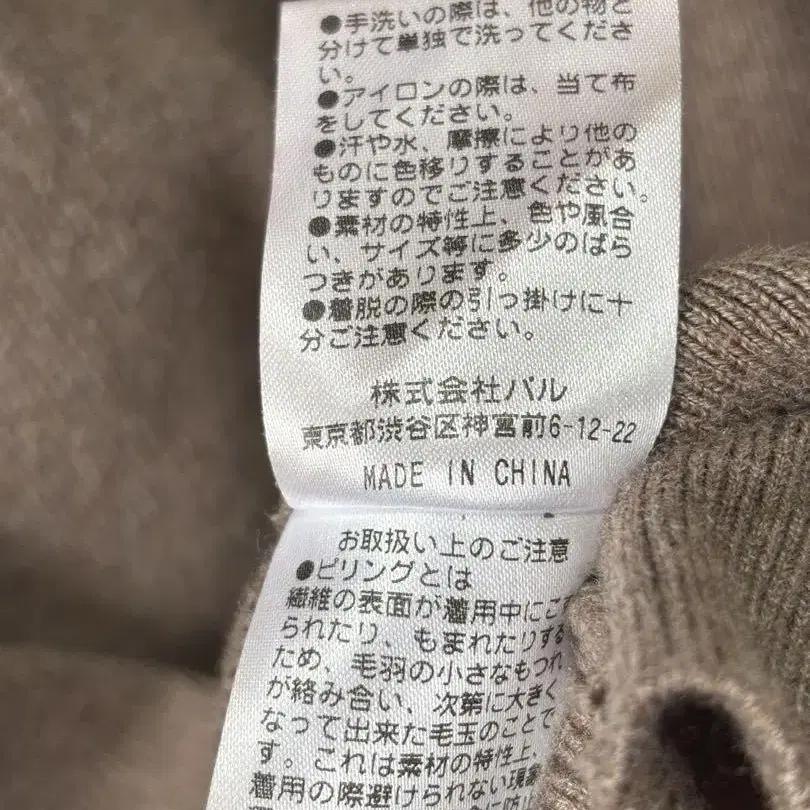 ●手洗いの際は、他の物と
分けて単独で洗ってくださ
い。
●アイロンの際は、当て布
をしてください。
●汗や水、摩擦により他の
ものに色移りすることがあ
りますのでご注意ください。
●素材の特性上、色や風合
い、サイズ等に多少のばら
つきがあります。
●着脱の際の引っ掛けに十
分ご注意ください。
株式会社パル
東京都渋谷区神宮前6-12-22
MADE IN CHINA
お取扱い上のご注意
●ピリングとは
繊維の表面が着用中にこす
られたり、もまれたりする
ため、毛羽の小さなもつれ
が絡み合い、次第に大きく
なって出来た毛玉のことで
す。これは素材の特性上、
着用の際避けられない現象